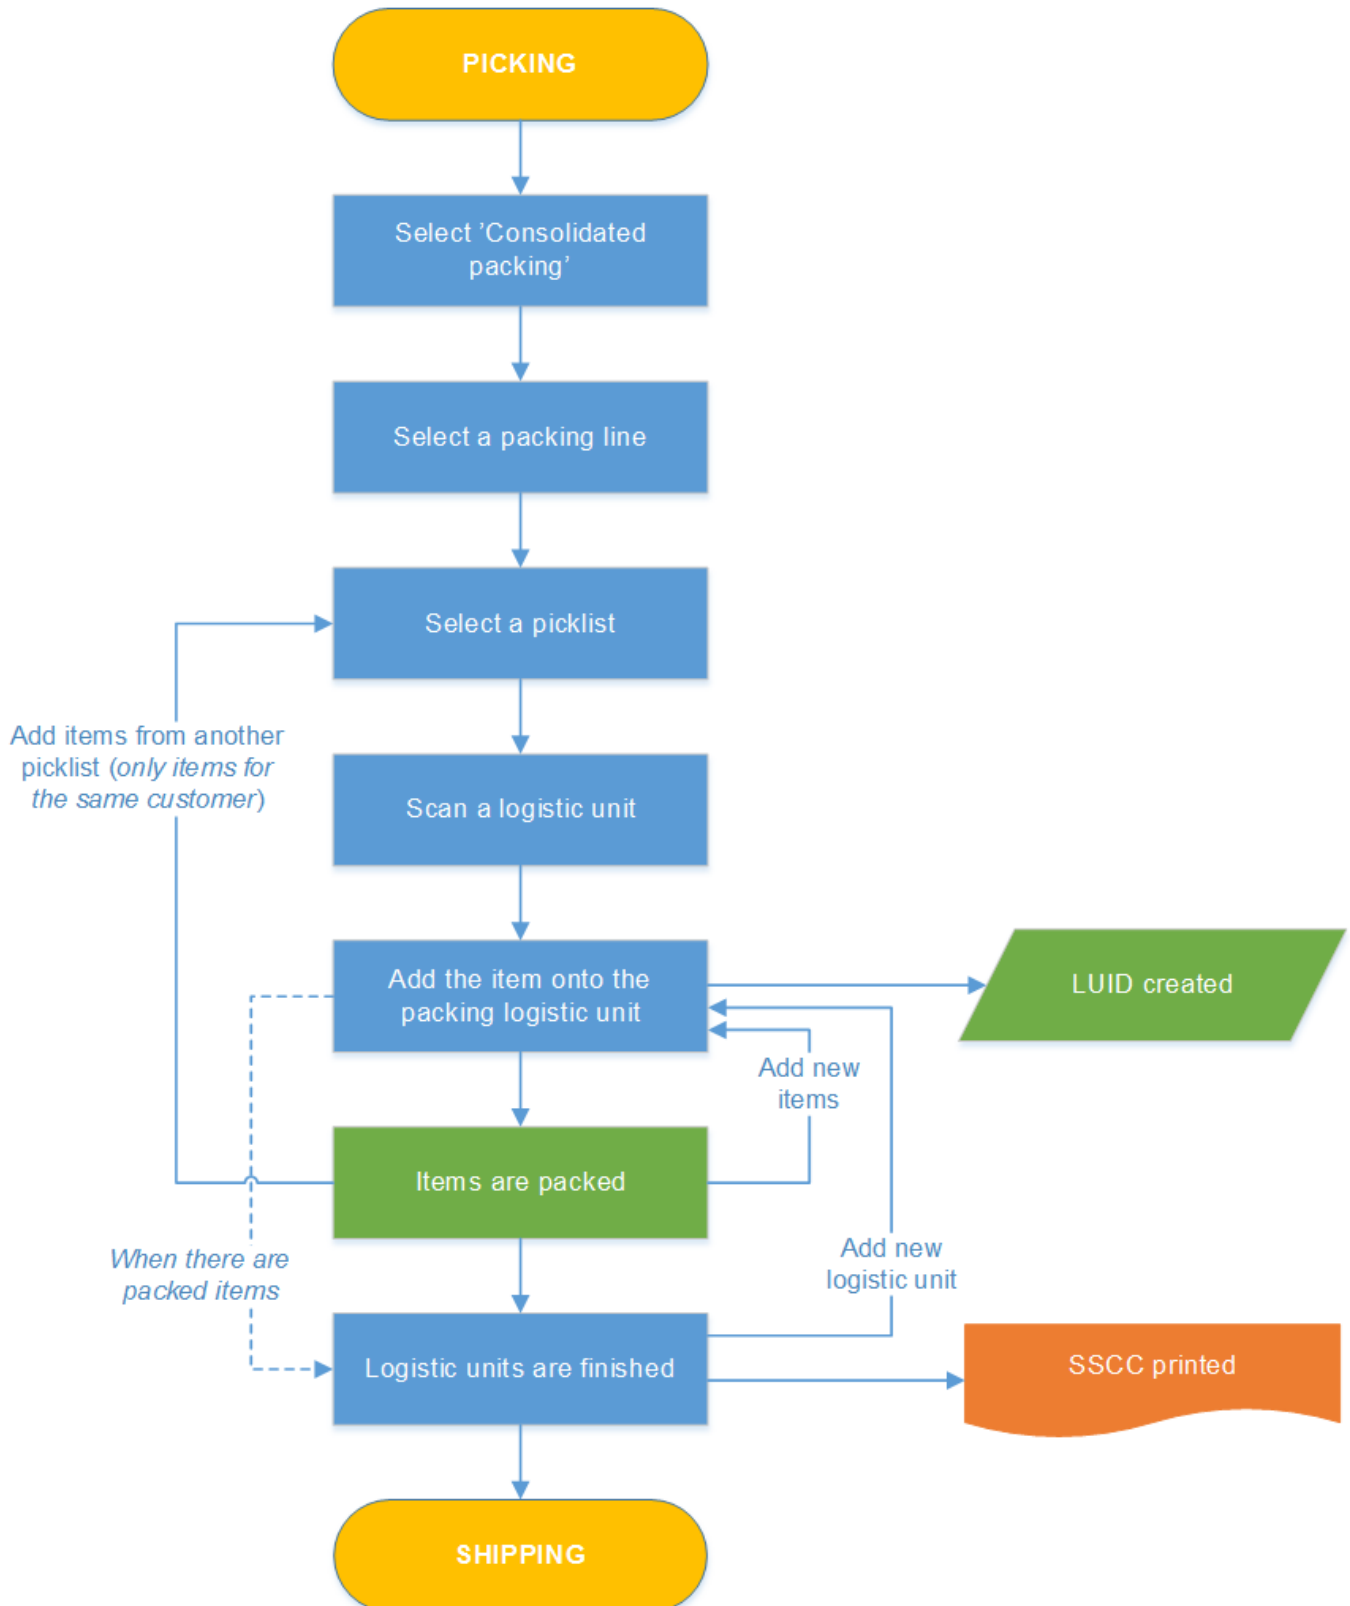 PICKING
Select ’Consolidated
packing’
Select a packing line
Select a picklist
Add items from another
picklist (only items for
the same customer)
Scan a logistic unit
Add the item onto the
packing logistic unit
LUID created
Add new
items
Items are packed
When there are
packed items
Add new
logistic unit
Logistic units are finished
SSCC printed
SHIPPING